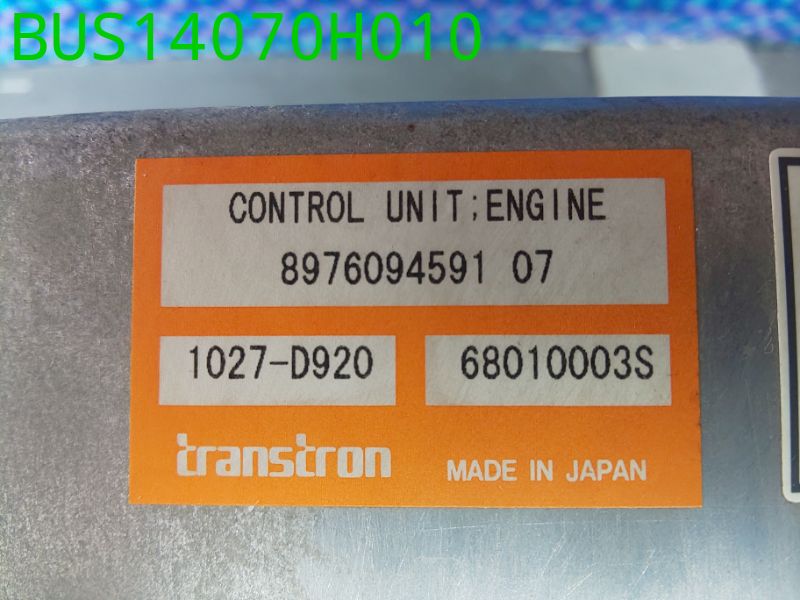 BUS14070H010
CONTROL UNIT;ENGINE
8976094591 07
1027-D920
68010003S
transtron
MADE IN JAPAN